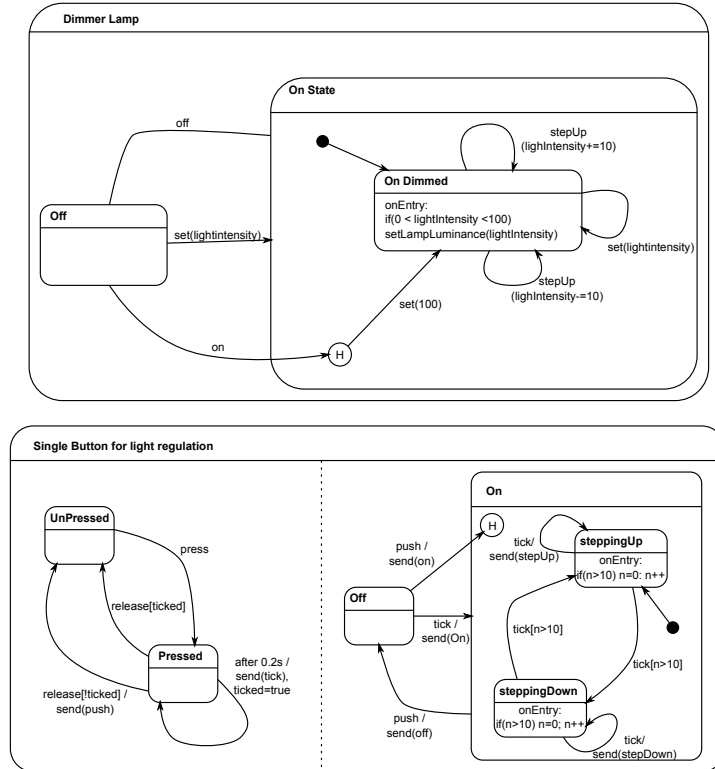 Dimmer Lamp
On State
off
stepUp
(lighIntensity+=10)
On Dimmed
onEntry:
if(0 < lightIntensity <100)
setLampLuminance(lightIntensity)
Off
set(lightintensity)
set(lightintensity)
stepUp
(lighIntensity-=10)
set(100)
on
H
Single Button for light regulation
UnPressed
press
release[ticked]
Pressed
after 0.2s /
send(tick),
ticked=true
release[!ticked] /
send(push)
On
H
push /
send(on)
tick/
send(stepUp)
steppingUp
onEntry:
if(n>10) n=0: n++
Off
tick /
send(On)
tick[n>10]
tick[n>10]
steppingDown
onEntry:
if(n>10) n=0; n++
push /
send(off)
tick/
send(stepDown)